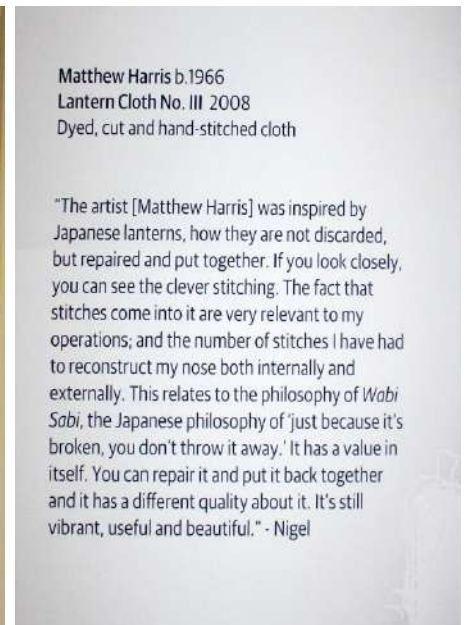 Matthew Harris b.1966
Lantern Cloth No. III 2008
Dyed, cut and hand-stitched cloth
"The artist [Matthew Harris] was inspired by
Japanese lanterns, how they are not discarded,
but repaired and put together. If you look closely,
you can see the clever stitching. The fact that
stitches come into it are very relevant to my
operations; and the number of stitches I have had
to reconstruct my nose both internally and
externally. This relates to the philosophy of Wabi
Sabi, the Japanese philosophy of 'just because it's
broken, you don't throw it away.' It has a value in
itself. You can repair it and put it back together
and it has a different quality about it. It's still
vibrant, useful and beautiful." - Nigel